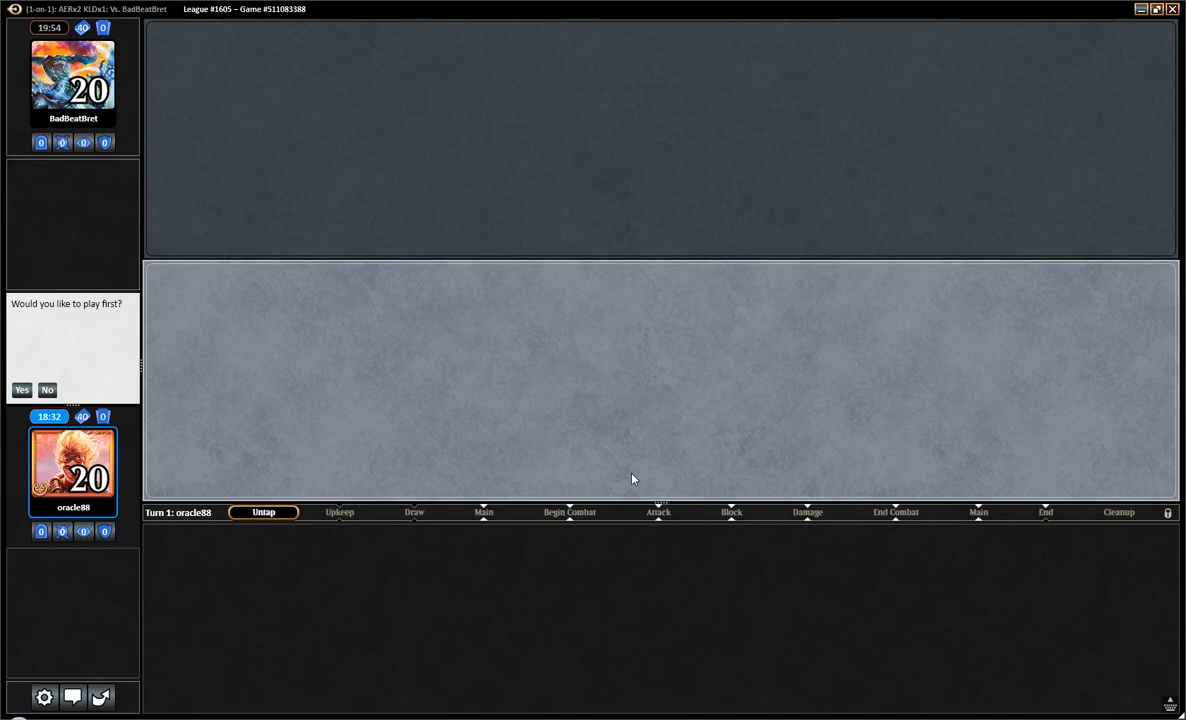 (1-on-1): AERx2 KLDx1: Vs. BadBeatBret League #1605 – Game #511083388
19:54 40 0
20
BadBeatBret
0 0 0 0
Would you like to play first?
Yes No
18:32 40 0
20
oracle88
0 0 0 0
Turn 1: oracle88 Untap Upkeep Draw Main Begin Combat Attack Block Damage End Combat Main End Cleanup